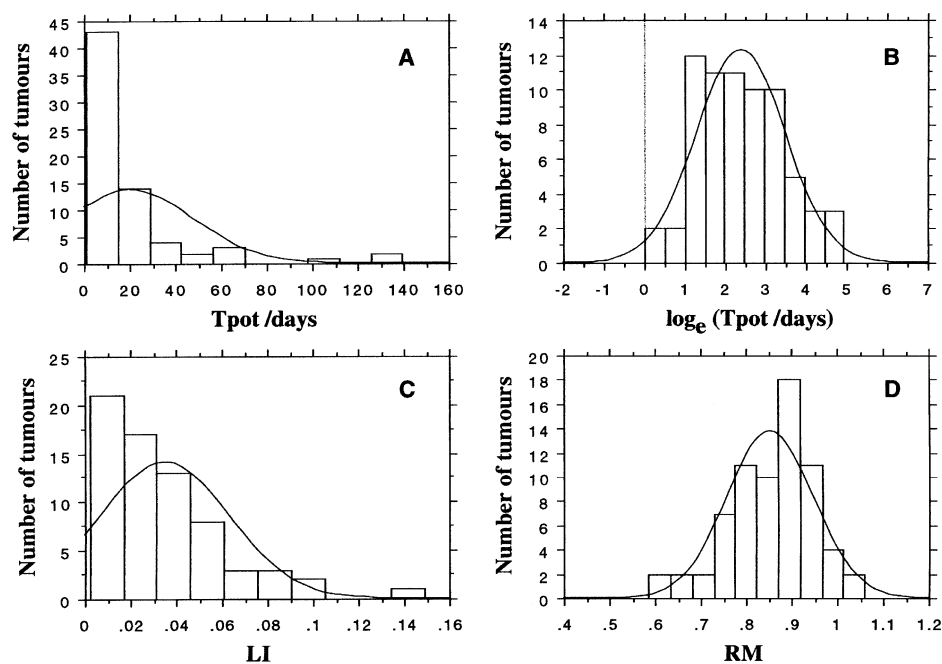 A
Number of tumours
45
40
35
30
25
20
15
10
5
0
0 20 40 60 80 100 120 140 160
Tpot /days
B
Number of tumours
14
12
10
8
6
4
2
0
-2 -1 0 1 2 3 4 5 6 7
loge (Tpot /days)
C
Number of tumours
25
20
15
10
5
0
0 .02 .04 .06 .08 .1 .12 .14 .16
LI
D
Number of tumours
20
18
16
14
12
10
8
6
4
2
0
.4 .5 .6 .7 .8 .9 1 1.1 1.2
RM